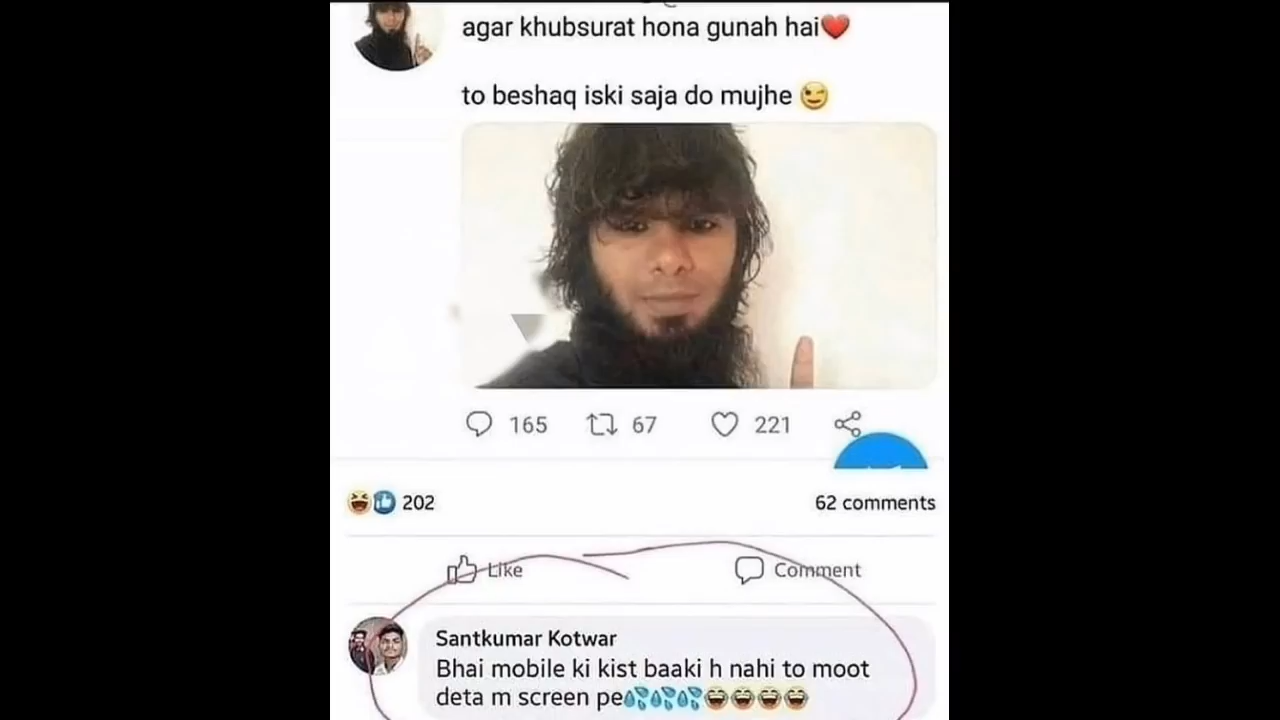 agar khubsurat hona gunah hai❤️
to beshaq iski saja do mujhe 😉
165 67 221
202 62 comments
Like Comment
Santkumar Kotwar
Bhai mobile ki kist baaki h nahi to moot
deta m screen pe💦💦💦😂😂😂😂